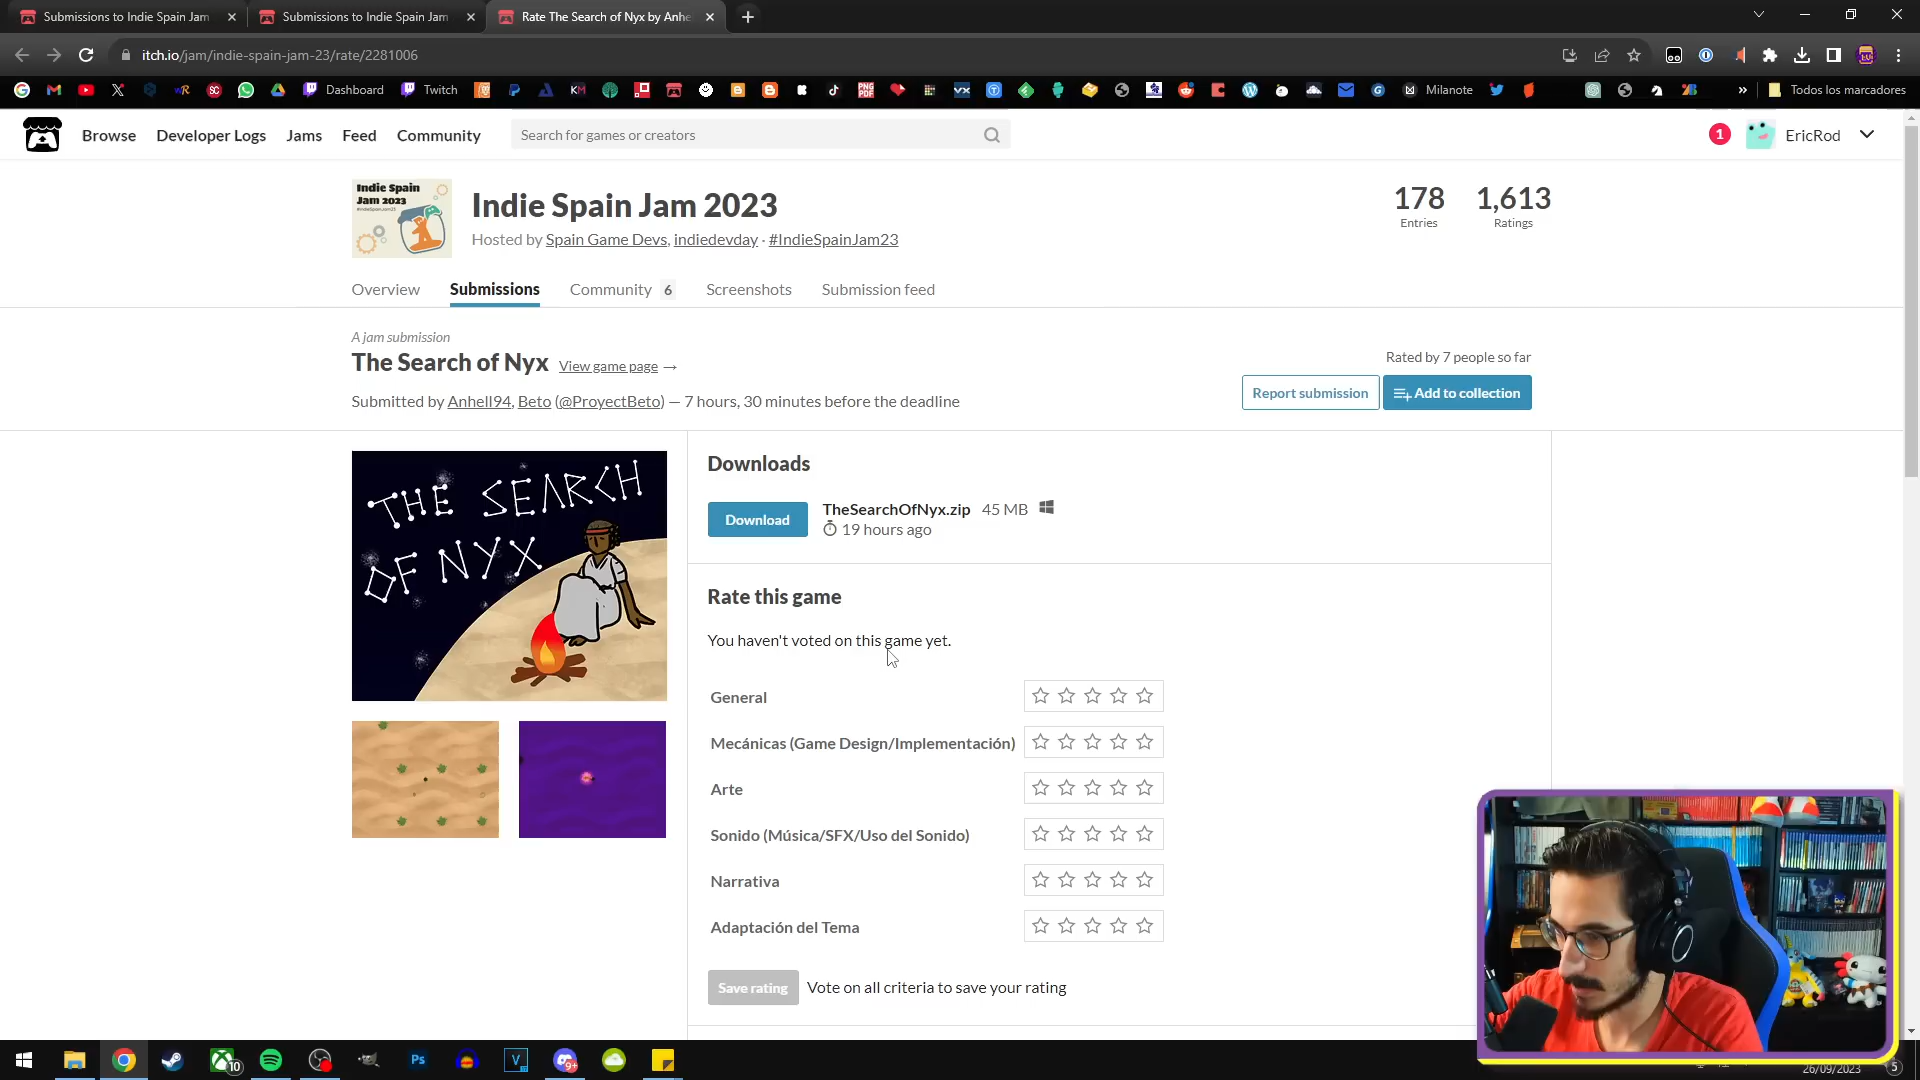 Submissions to Indie Spain Jam
Submissions to Indie Spain Jam
Rate The Search of Nyx by Anhe
itch.io/jam/indie-spain-jam-23/rate/2281006
Dashboard
Twitch
Milanote
Todos los marcadores
Browse
Developer Logs
Jams
Feed
Community
Search for games or creators
1
EricRod
Indie Spain
Jam 2023
Indie Spain Jam 2023
Hosted by Spain Game Devs, indiedevday · #IndieSpainJam23
178
Entries
1,613
Ratings
Overview
Submissions
Community 6
Screenshots
Submission feed
A jam submission
The Search of Nyx View game page →
Submitted by Anhell94, Beto (@ProyectBeto) — 7 hours, 30 minutes before the deadline
Rated by 7 people so far
Report submission
Add to collection
THE SEARCH
OF NYX
Downloads
Download
TheSearchOfNyx.zip 45 MB
19 hours ago
Rate this game
You haven't voted on this game yet.
General
Mecánicas (Game Design/Implementación)
Arte
Sonido (Música/SFX/Uso del Sonido)
Narrativa
Adaptación del Tema
Save rating
Vote on all criteria to save your rating
10
Ps
V
9+
26/09/2023
5